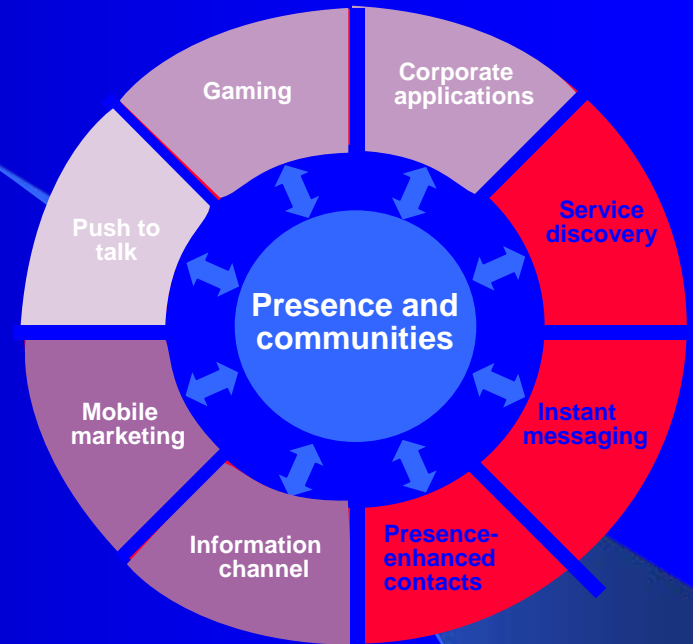 Gaming
Corporate
applications
Push to
talk
Service
discovery
Presence and
communities
Mobile
marketing
Instant
messaging
Information
channel
Presence-
enhanced
contacts